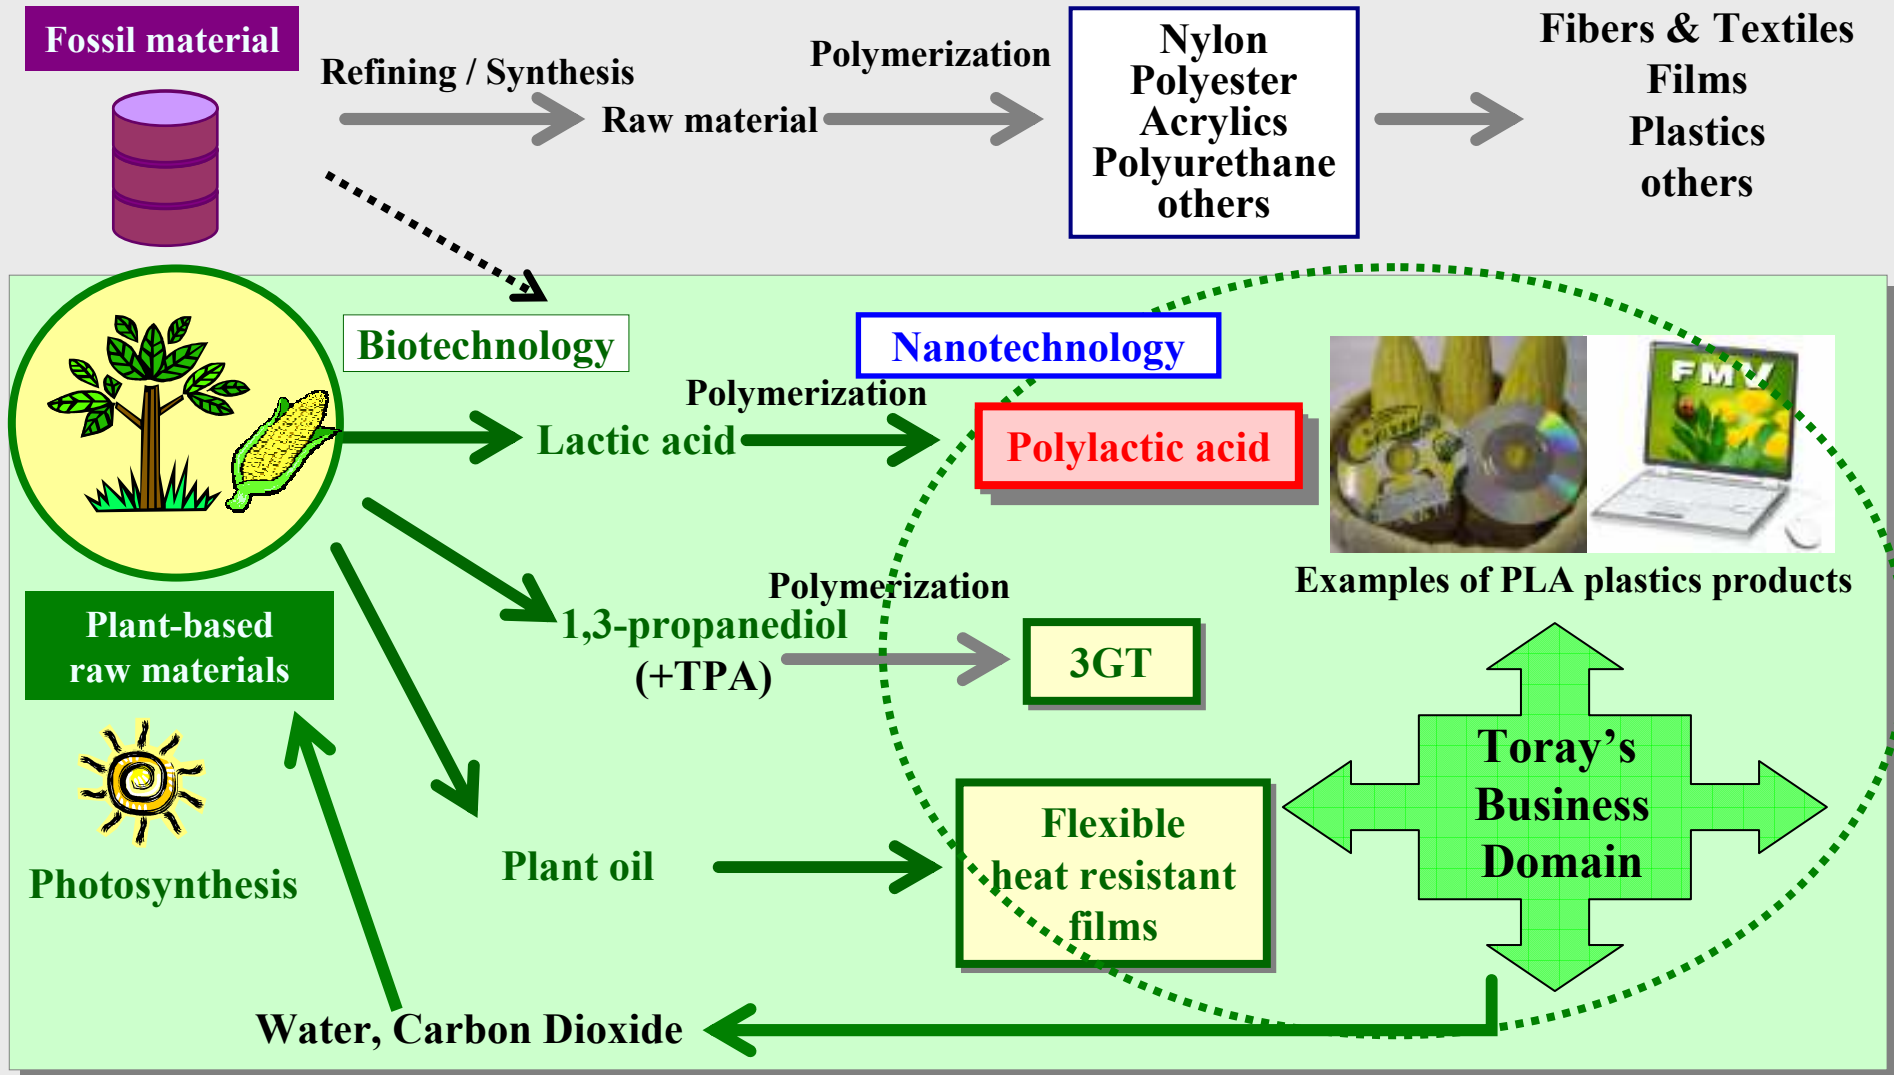 Fossil material
Refining / Synthesis
Raw material
Polymerization
Nylon
Polyester
Acrylics
Polyurethane
others
Fibers & Textiles
Films
Plastics
others
Biotechnology
Nanotechnology
Polymerization
Lactic acid
Polylactic acid
FMV
Examples of PLA plastics products
Polymerization
1,3-propanediol
(+TPA)
3GT
Plant-based
raw materials
Photosynthesis
Plant oil
Flexible
heat resistant
films
Toray's
Business
Domain
Water, Carbon Dioxide